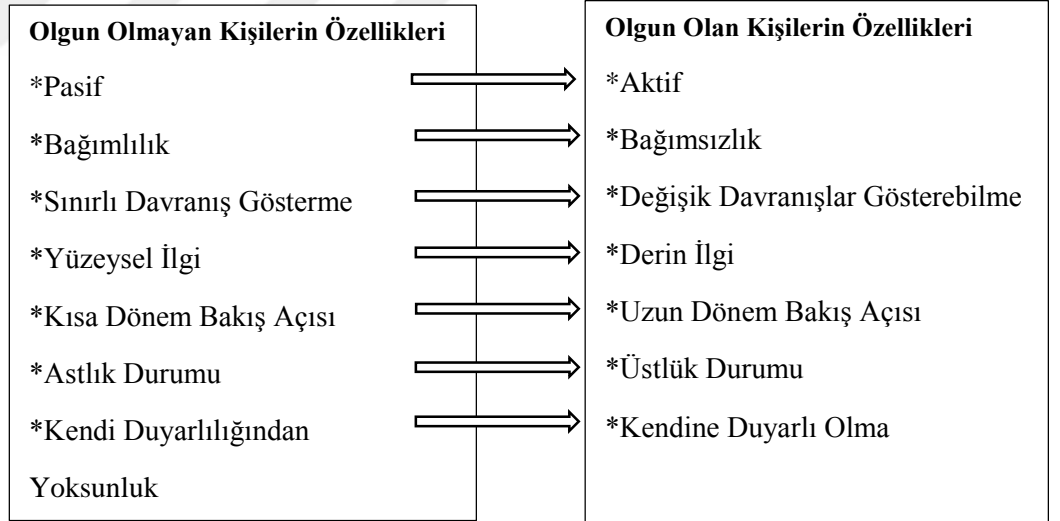 Olgun Olmayan Kişilerin Özellikleri
*Pasif
*Bağımlılık
*Sınırlı Davranış Gösterme
*Yüzeysel İlgi
*Kısa Dönem Bakış Açısı
*Astlık Durumu
*Kendi Duyarlılığından
Yoksunluk
Olgun Olan Kişilerin Özellikleri
*Aktif
*Bağımsızlık
*Değişik Davranışlar Gösterebilme
*Derin İlgi
*Uzun Dönem Bakış Açısı
*Üstlük Durumu
*Kendine Duyarlı Olma